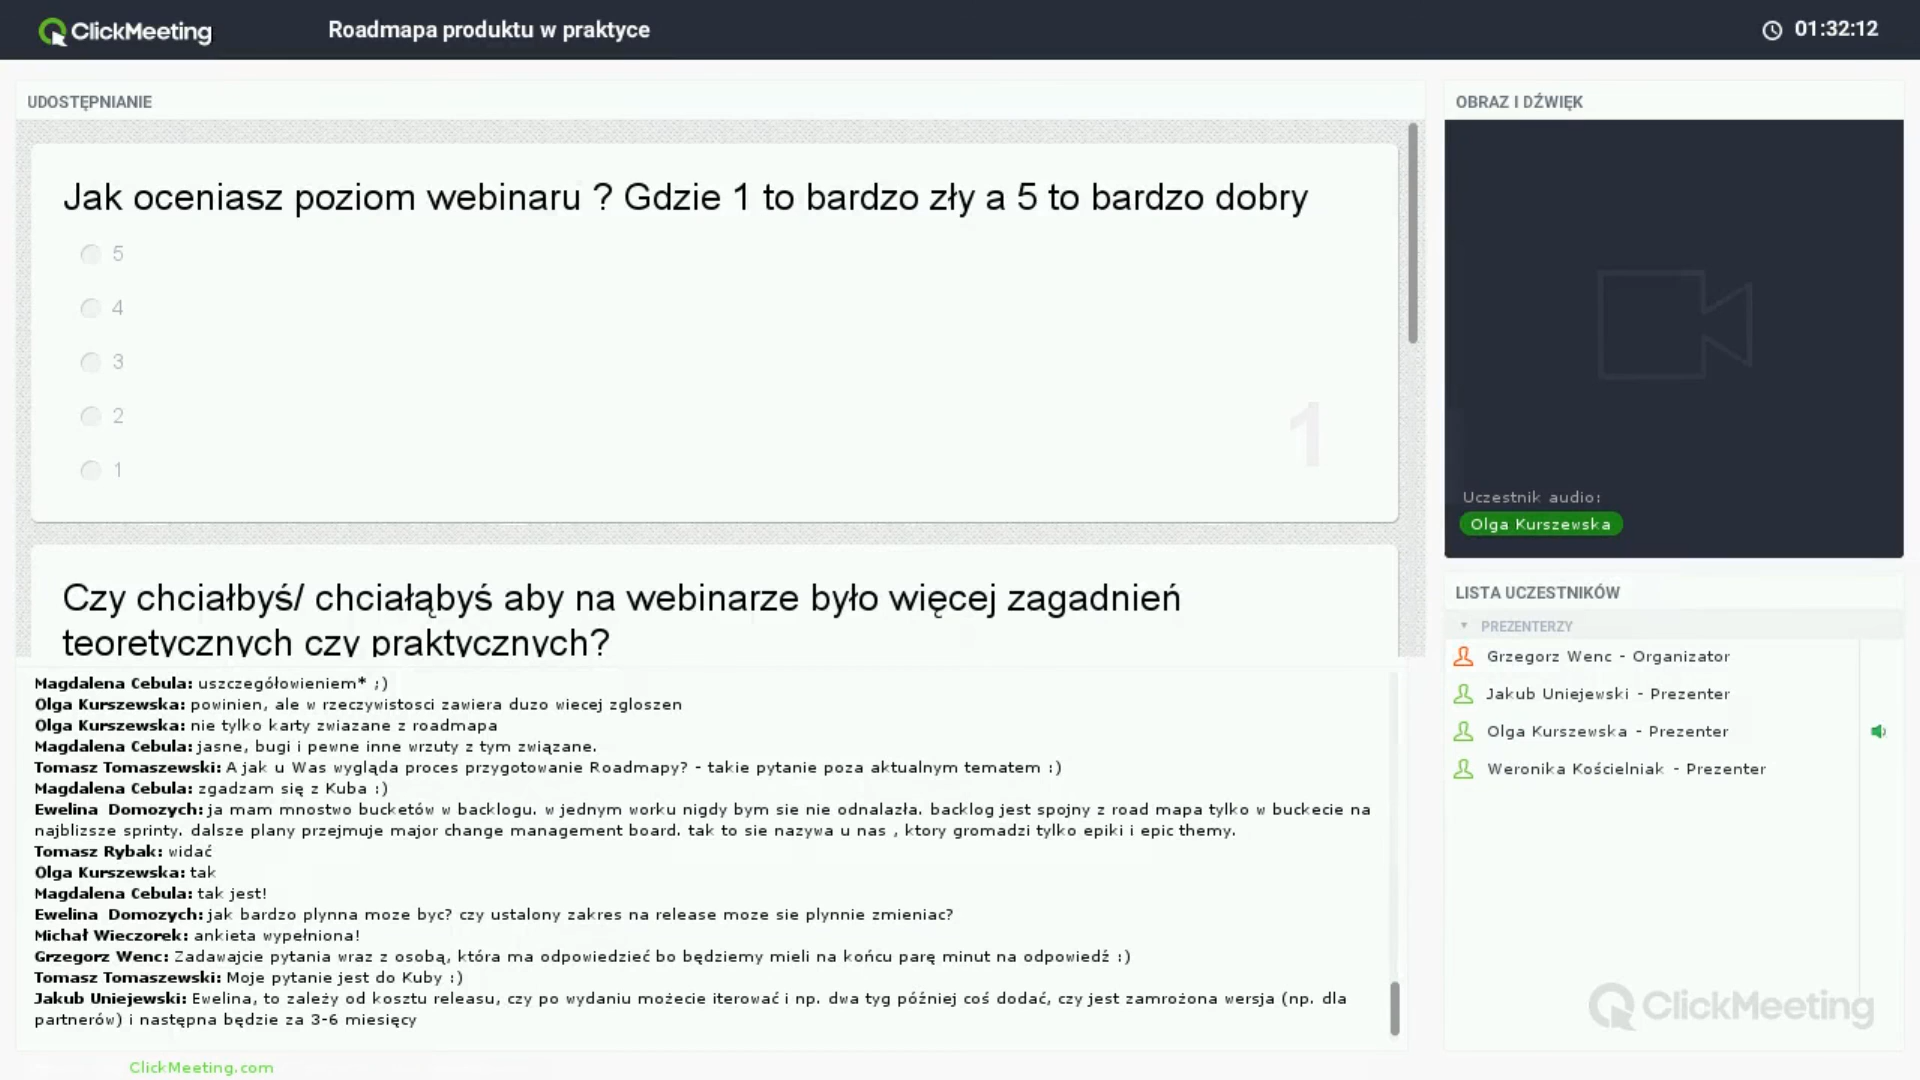 ClickMeeting
Roadmapa produktu w praktyce
01:32:12
UDOSTĘPNIANIE
Jak oceniasz poziom webinaru ? Gdzie 1 to bardzo zły a 5 to bardzo dobry
5
4
3
2
1
1
Czy chciałbyś/ chciałąbyś aby na webinarze było więcej zagadnień
teoretycznych czy praktycznych?
Magdalena Cebula: uszczegółowieniem* ;)
Olga Kurszewska: powinien, ale w rzeczywistosci zawiera duzo wiecej zgloszen
Olga Kurszewska: nie tylko karty zwiazane z roadmapa
Magdalena Cebula: jasne, bugi i pewne inne wrzuty z tym związane.
Tomasz Tomaszewski: A jak u Was wygląda proces przygotowanie Roadmapy? - takie pytanie poza aktualnym tematem :)
Magdalena Cebula: zgadzam się z Kuba :)
Ewelina Domozych: ja mam mnostwo bucketów w backlogu. w jednym worku nigdy bym sie nie odnalazła. backlog jest spojny z road mapa tylko w buckecie na
najblizsze sprinty. dalsze plany przejmuje major change management board. tak to sie nazywa u nas , ktory gromadzi tylko epiki i epic themy.
Tomasz Rybak: widać
Olga Kurszewska: tak
Magdalena Cebula: tak jest!
Ewelina Domozych: jak bardzo plynna moze byc? czy ustalony zakres na release moze sie plynnie zmieniac?
Michał Wieczorek: ankieta wypełniona!
Grzegorz Wenc: Zadawajcie pytania wraz z osobą, która ma odpowiedzieć bo będziemy mieli na końcu parę minut na odpowiedź :)
Tomasz Tomaszewski: Moje pytanie jest do Kuby :)
Jakub Uniejewski: Ewelina, to zależy od kosztu releasu, czy po wydaniu możecie iterować i np. dwa tyg później coś dodać, czy jest zamrożona wersja (np. dla
partnerów) i następna będzie za 3-6 miesięcy
ClickMeeting.com
OBRAZ I DŹWIĘK
Uczestnik audio:
Olga Kurszewska
LISTA UCZESTNIKÓW
PREZENTERZY
Grzegorz Wenc - Organizator
Jakub Uniejewski - Prezenter
Olga Kurszewska - Prezenter
Weronika Kościelniak - Prezenter
ClickMeeting